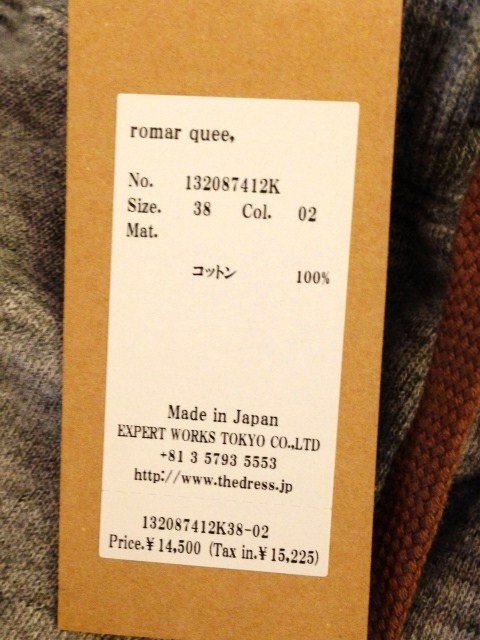 romar quee,
No. 132087412K
Size. 38 Col. 02
Mat.
コットン 100%
Made in Japan
EXPERT WORKS TOKYO CO.,LTD
+81 3 5793 5553
http://www.thedress.jp
132087412K38-02
Price.¥14,500 (Tax in.¥15,225)